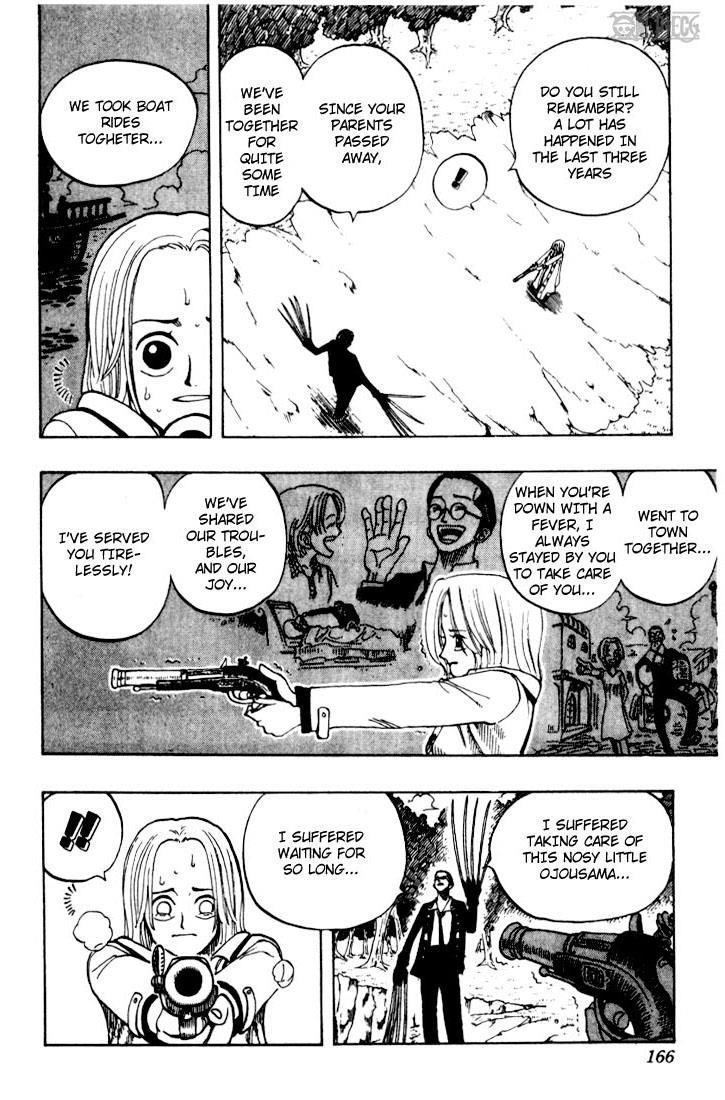 DO YOU STILL
REMEMBER?
A LOT HAS
HAPPENED IN
THE LAST THREE
YEARS
!!
SINCE YOUR
PARENTS
PASSED
AWAY,
WE'VE
BEEN
TOGETHER
FOR
QUITE
SOME
TIME
WE TOOK BOAT
RIDES
TOGHETER...
WENT TO
TOWN
TOGETHER...
WHEN YOU'RE
DOWN WITH A
FEVER, I
ALWAYS
STAYED BY YOU
TO TAKE CARE
OF YOU...
WE'VE
SHARED
OUR TROU-
BLES,
AND OUR
JOY...
I'VE SERVED
YOU TIRE-
LESSLY!
I SUFFERED
TAKING CARE OF
THIS NOSY LITTLE
OJOUSAMA...
I SUFFERED
WAITING FOR
SO LONG...
!!
166